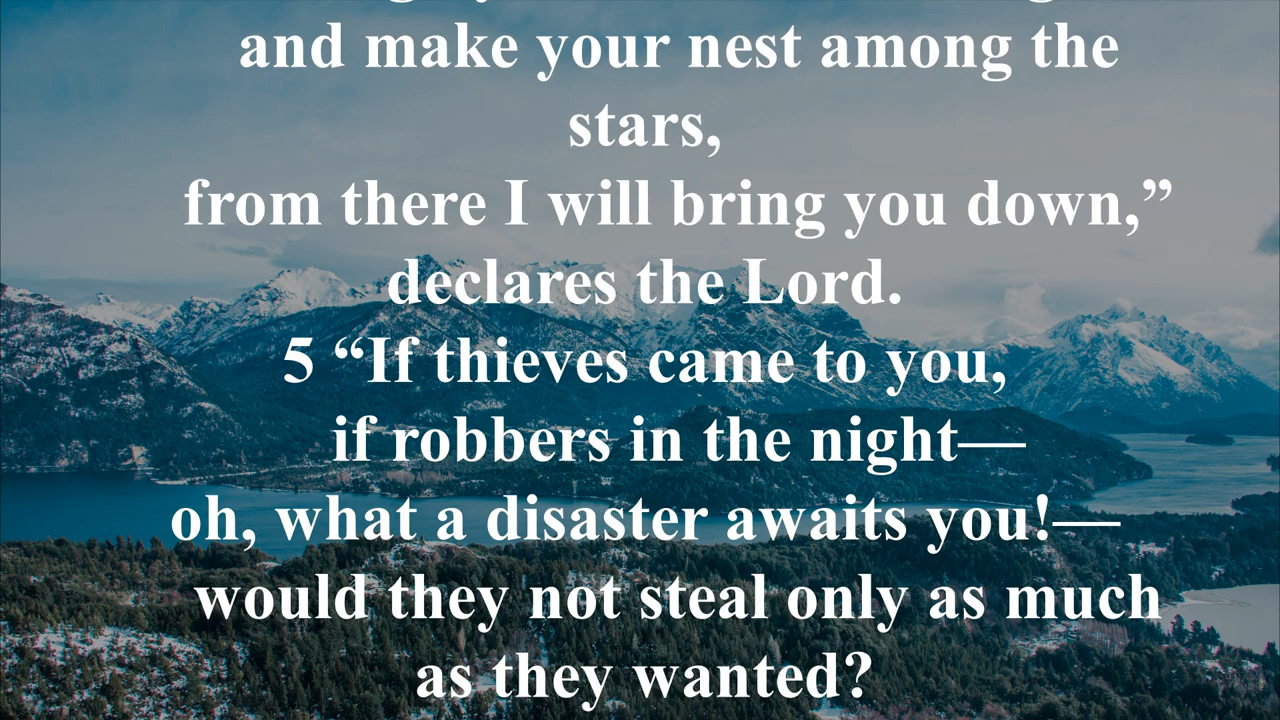 and make your nest among the
stars,
from there I will bring you down,”
declares the Lord.
5 “If thieves came to you,
if robbers in the night—
oh, what a disaster awaits you!—
would they not steal only as much
as they wanted?